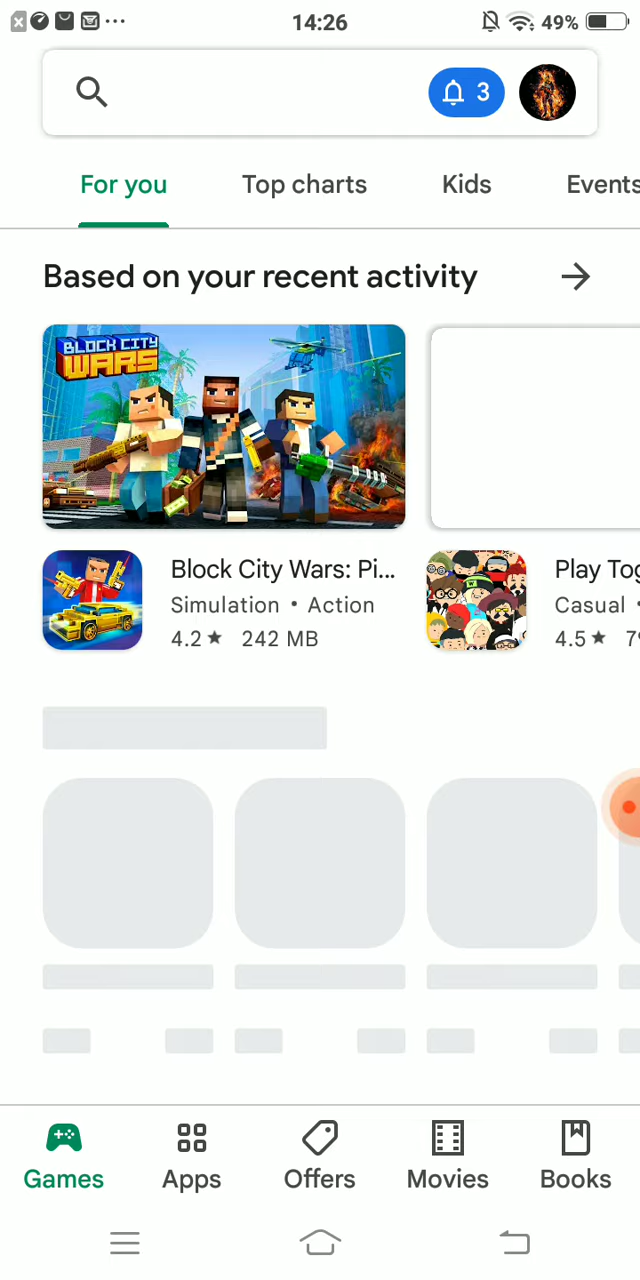 14:26
49%
3
For you Top charts Kids Events
Based on your recent activity
BLOCK CITY
WARS
Block City Wars: Pi...
Simulation • Action
4.2 ★ 242 MB
Play Tog
Casual •
4.5 ★
Games Apps Offers Movies Books